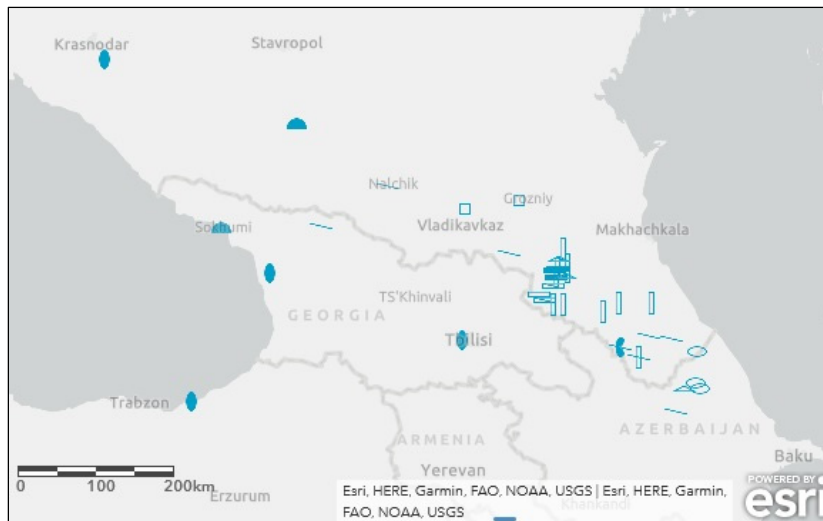 Krasnodar
Stavropol
Nalchik
Grozniy
Sokhumi
Vladikavkaz
Makhachkala
TS'Khinvali
GEORGIA
Tbilisi
Trabzon
ARMENIA
AZERBAIJAN
Yerevan
Baku
0 100 200km
Erzurum
Khankandi
Esri, HERE, Garmin, FAO, NOAA, USGS | Esri, HERE, Garmin,
FAO, NOAA, USGS
POWERED BY
esri